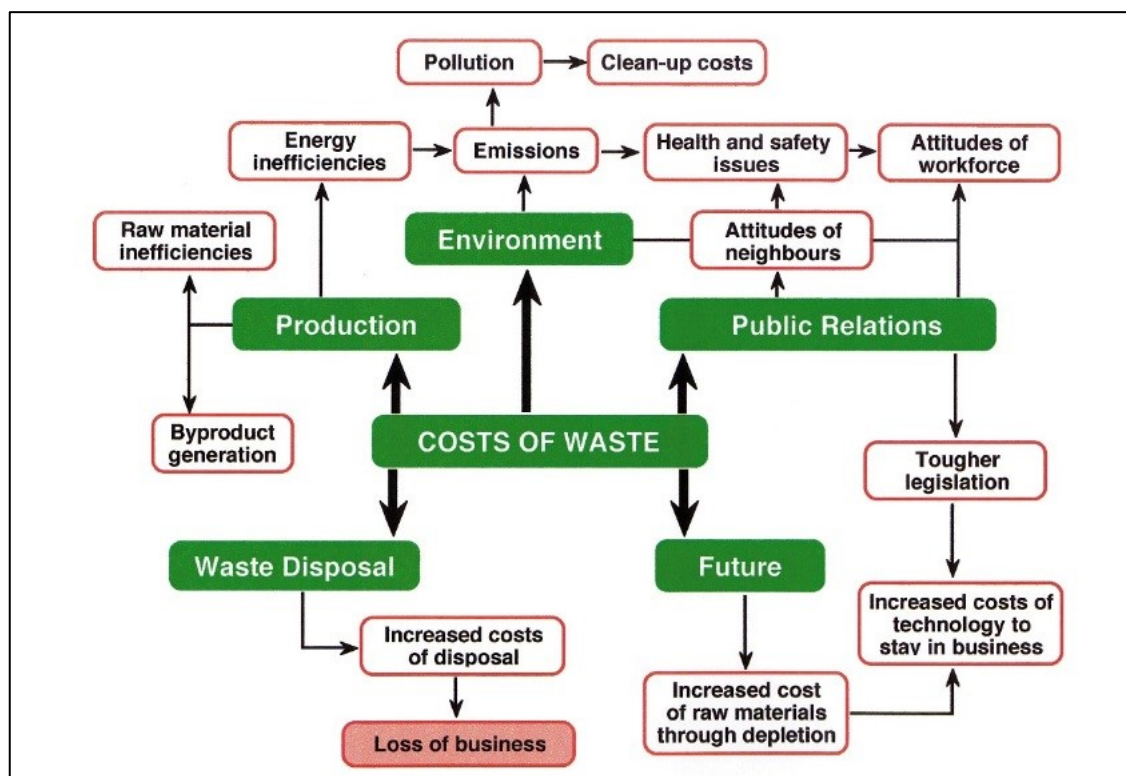 Pollution
Clean-up costs
Energy
inefficiencies
Emissions
Health and safety
issues
Attitudes of
workforce
Raw material
inefficiencies
Environment
Attitudes of
neighbours
Production
Public Relations
Byproduct
generation
COSTS OF WASTE
Tougher
legislation
Waste Disposal
Future
Increased costs
of disposal
Increased costs of
technology to
stay in business
Increased cost
of raw materials
through depletion
Loss of business